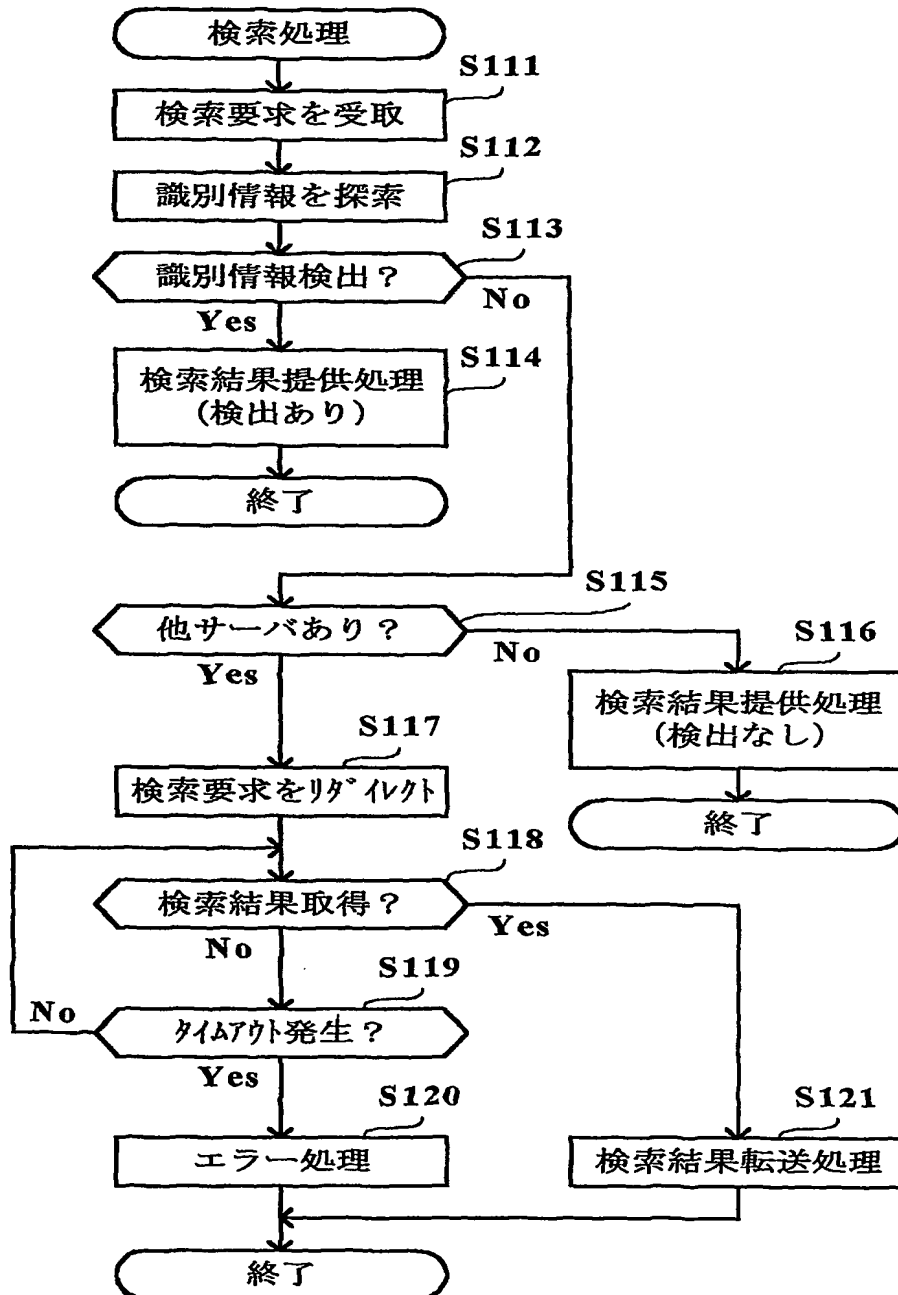 検索処理
S111
検索要求を受取
S112
識別情報を探索
S113
識別情報検出？
No
Yes
S114
検索結果提供処理
(検出あり)
終了
S115
他サーバあり？
No
Yes
S116
検索結果提供処理
(検出なし)
終了
S117
検索要求をﾘﾀﾞｲﾚｸﾄ
S118
検索結果取得？
Yes
No
S119
ﾀｲﾑｱｳﾄ発生？
No
Yes
S120
エラー処理
S121
検索結果転送処理
終了